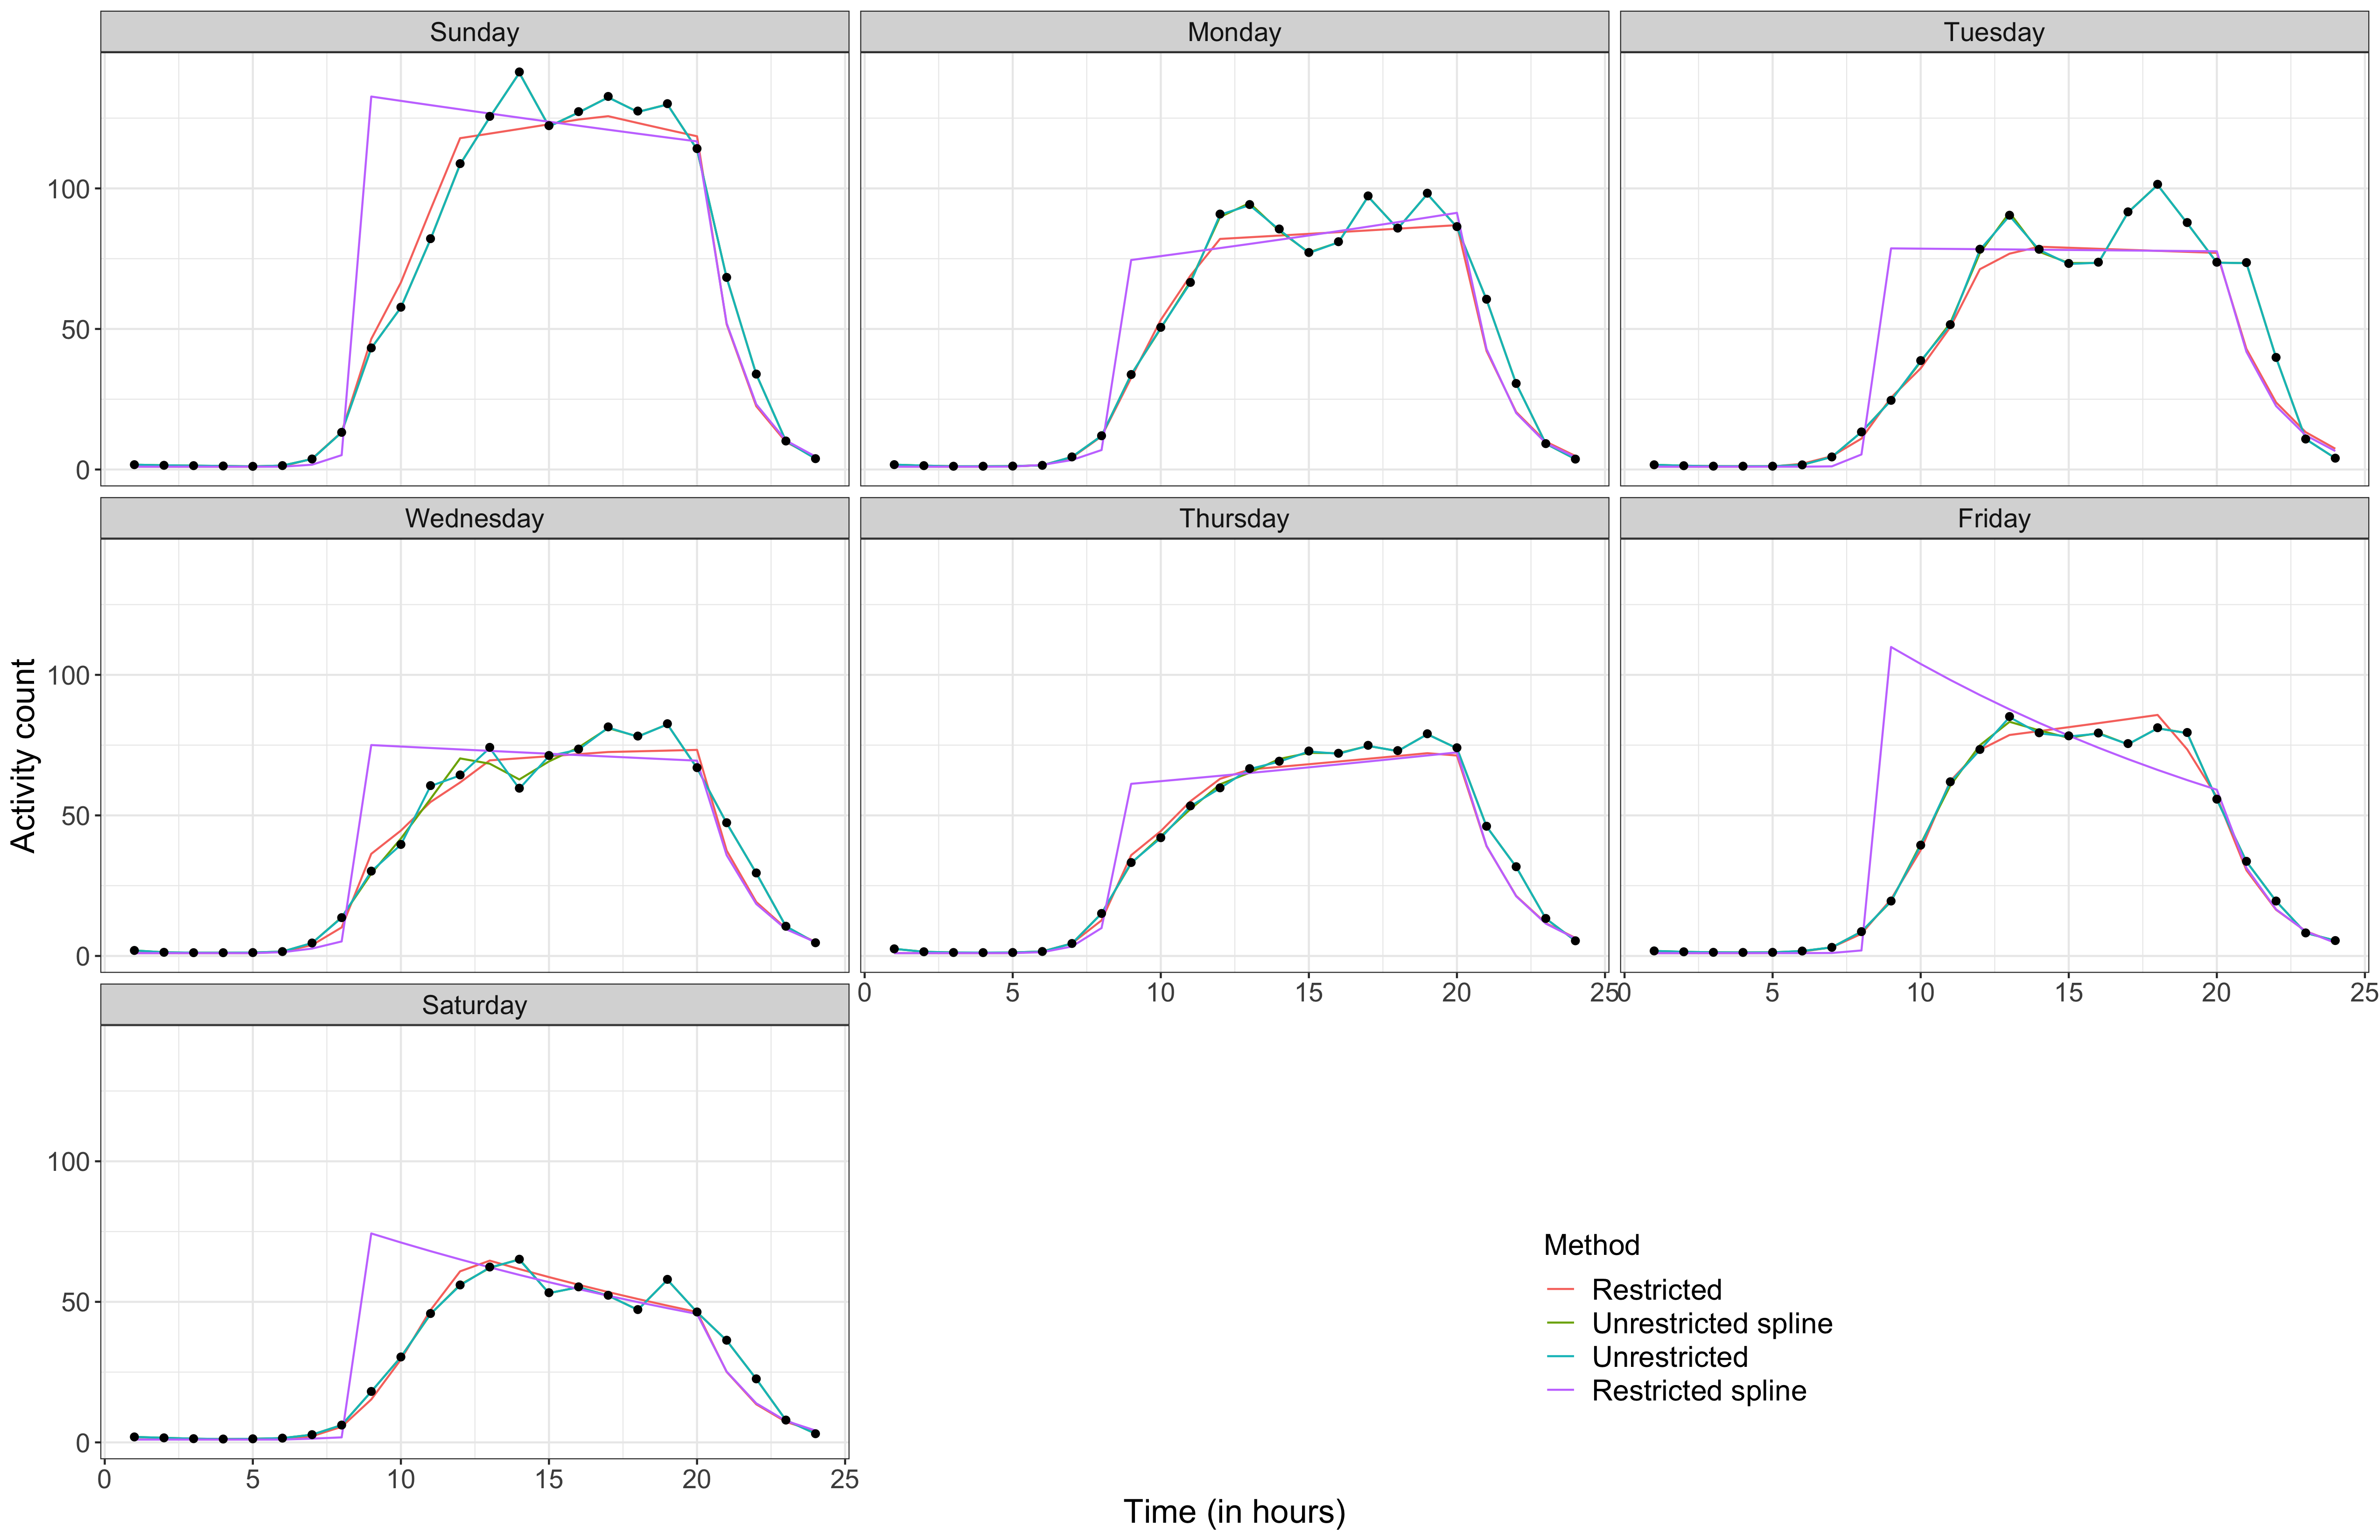 Sunday Monday Tuesday
100
50
0
Wednesday Thursday Friday
100
50
0
0 5 10 15 20 25 0 5 10 15 20 25
Saturday
100
50
0
0 5 10 15 20 25
Activity count
Time (in hours)
Method
Restricted
Unrestricted spline
Unrestricted
Restricted spline